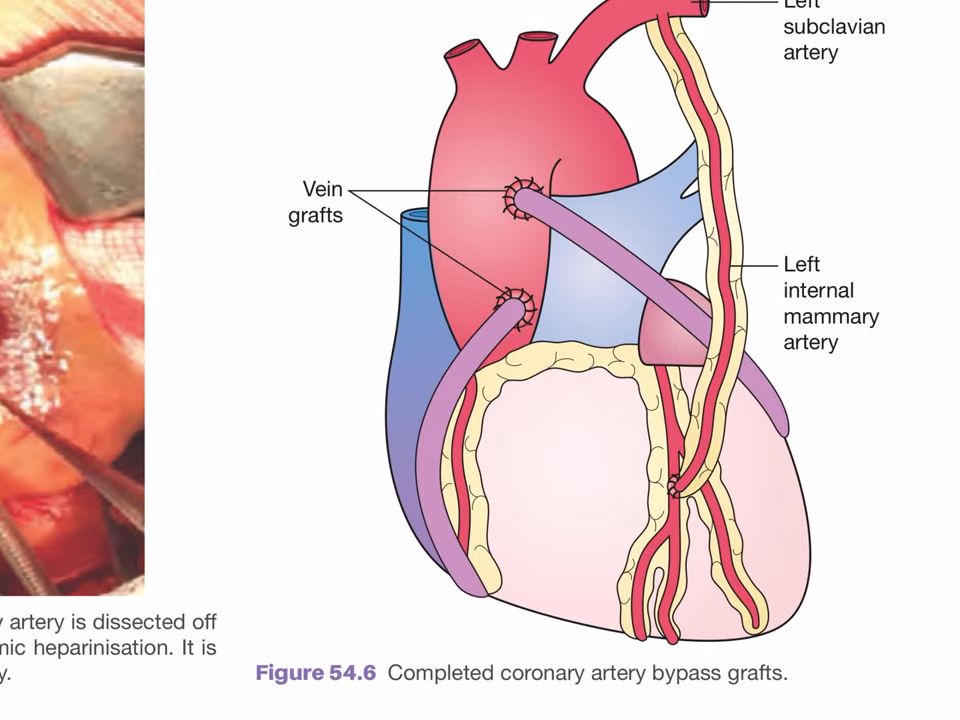 Left
subclavian
artery
Vein
grafts
Left
internal
mammary
artery
artery is dissected off
heparinisation. It is
Figure 54.6 Completed coronary artery bypass grafts.